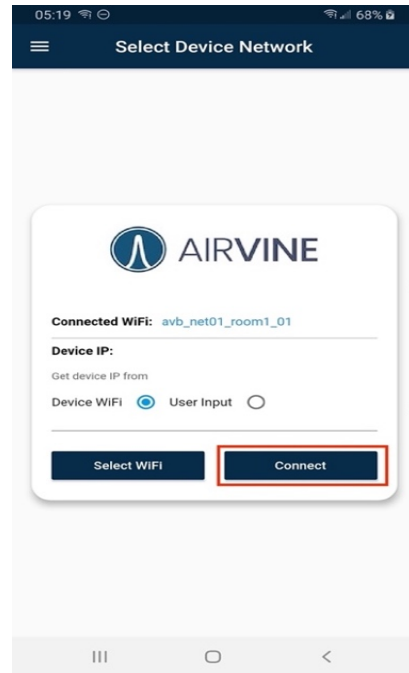 05:19 68%
Select Device Network
AIRVINE
Connected WiFi: avb_net01_room1_01
Device IP:
Get device IP from
Device WiFi User Input
Select WiFi Connect